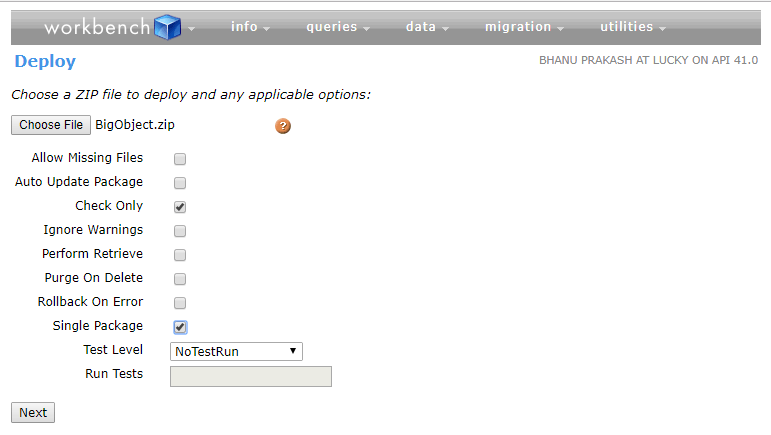 workbench info queries data migration utilities
Deploy BHANU PRAKASH AT LUCKY ON API 41.0
Choose a ZIP file to deploy and any applicable options:
Choose File BigObject.zip ?
Allow Missing Files
Auto Update Package
Check Only
Ignore Warnings
Perform Retrieve
Purge On Delete
Rollback On Error
Single Package
Test Level NoTestRun
Run Tests
Next